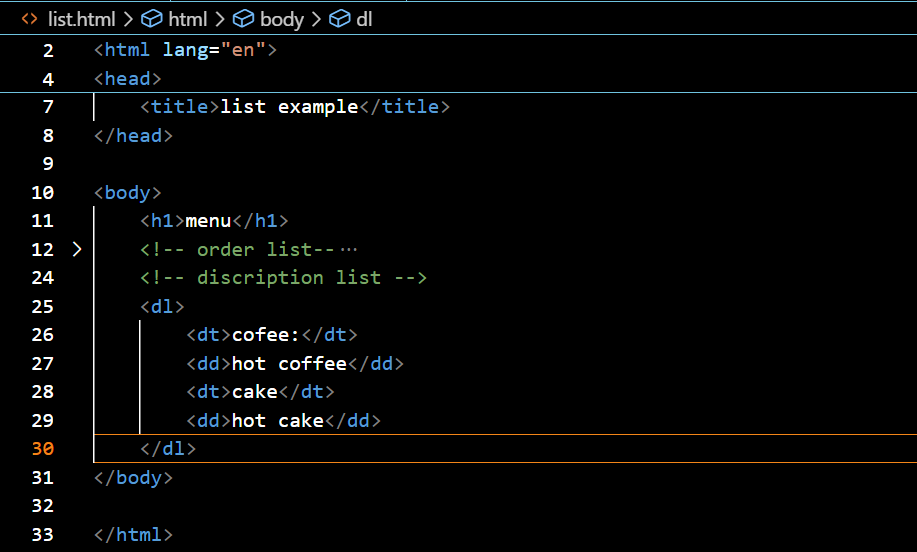 <> list.html > html > body > dl
2 <html lang="en">
4 <head>
7 <title>list example</title>
8 </head>
9
10 <body>
11 <h1>menu</h1>
12 > <!-- order list--…
24 <!-- discription list -->
25 <dl>
26 <dt>cofee:</dt>
27 <dd>hot coffee</dd>
28 <dt>cake</dt>
29 <dd>hot cake</dd>
30 </dl>
31 </body>
32
33 </html>